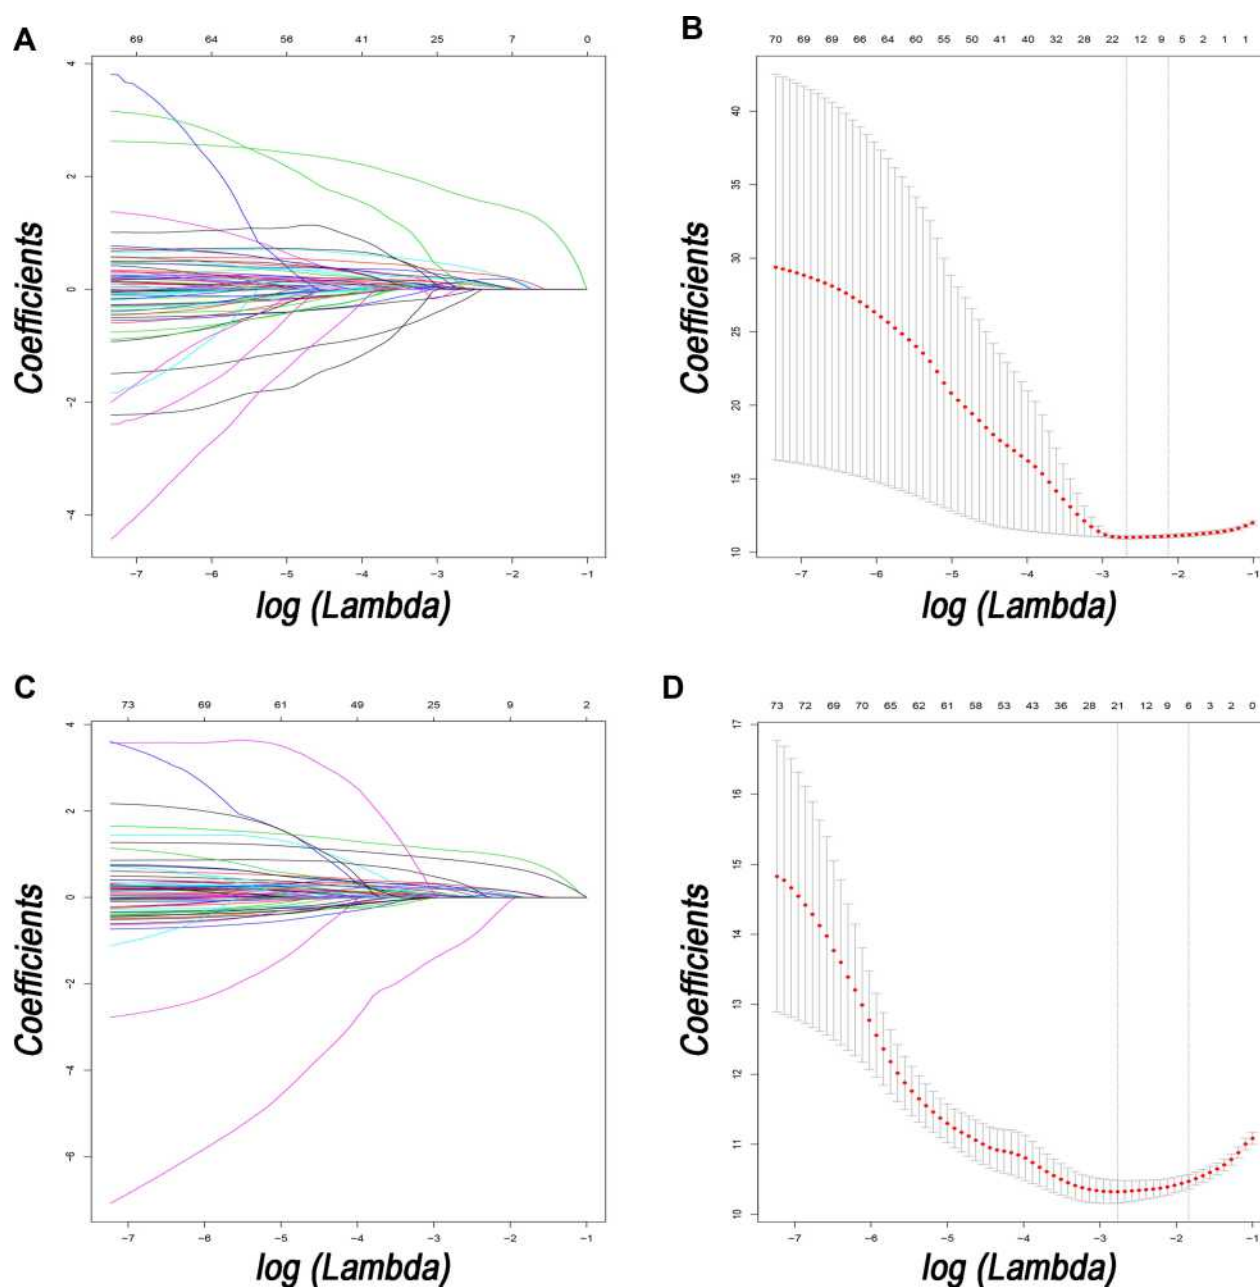 A
69 64 56 41 25 7 0
4
2
0
−2
−4
Coefficients
−7 −6 −5 −4 −3 −2 −1
log (Lambda)
B
70 69 69 66 64 60 55 50 41 40 32 28 22 12 9 5 2 1 1
40
35
30
25
20
15
10
Coefficients
−7 −6 −5 −4 −3 −2 −1
log (Lambda)
C
73 69 61 49 25 9 2
4
2
0
−2
−4
−6
Coefficients
−7 −6 −5 −4 −3 −2 −1
log (Lambda)
D
73 72 69 70 65 62 61 58 53 43 36 28 21 12 9 6 3 2 0
17
16
15
14
13
12
11
10
Coefficients
−7 −6 −5 −4 −3 −2 −1
log (Lambda)